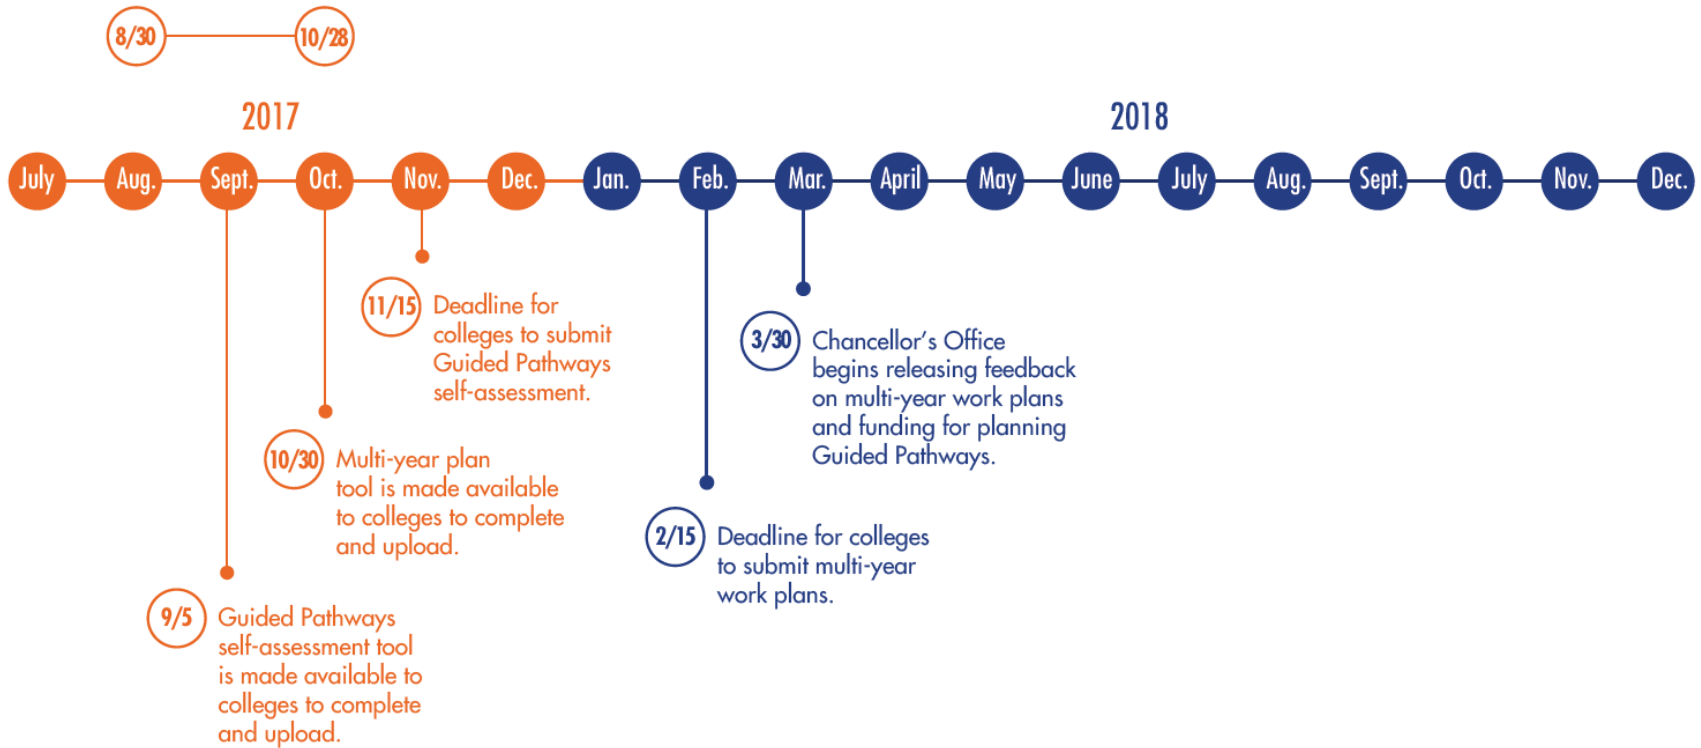 8/30
10/28
2017
2018
July
Aug.
Sept.
Oct.
Nov.
Dec.
Jan.
Feb.
Mar.
April
May
June
July
Aug.
Sept.
Oct.
Nov.
Dec.
11/15
Deadline for
colleges to submit
Guided Pathways
self-assessment.
10/30
Multi-year plan
tool is made available
to colleges to complete
and upload.
9/5
Guided Pathways
self-assessment tool
is made available to
colleges to complete
and upload.
3/30
Chancellor's Office
begins releasing feedback
on multi-year work plans
and funding for planning
Guided Pathways.
2/15
Deadline for colleges
to submit multi-year
work plans.